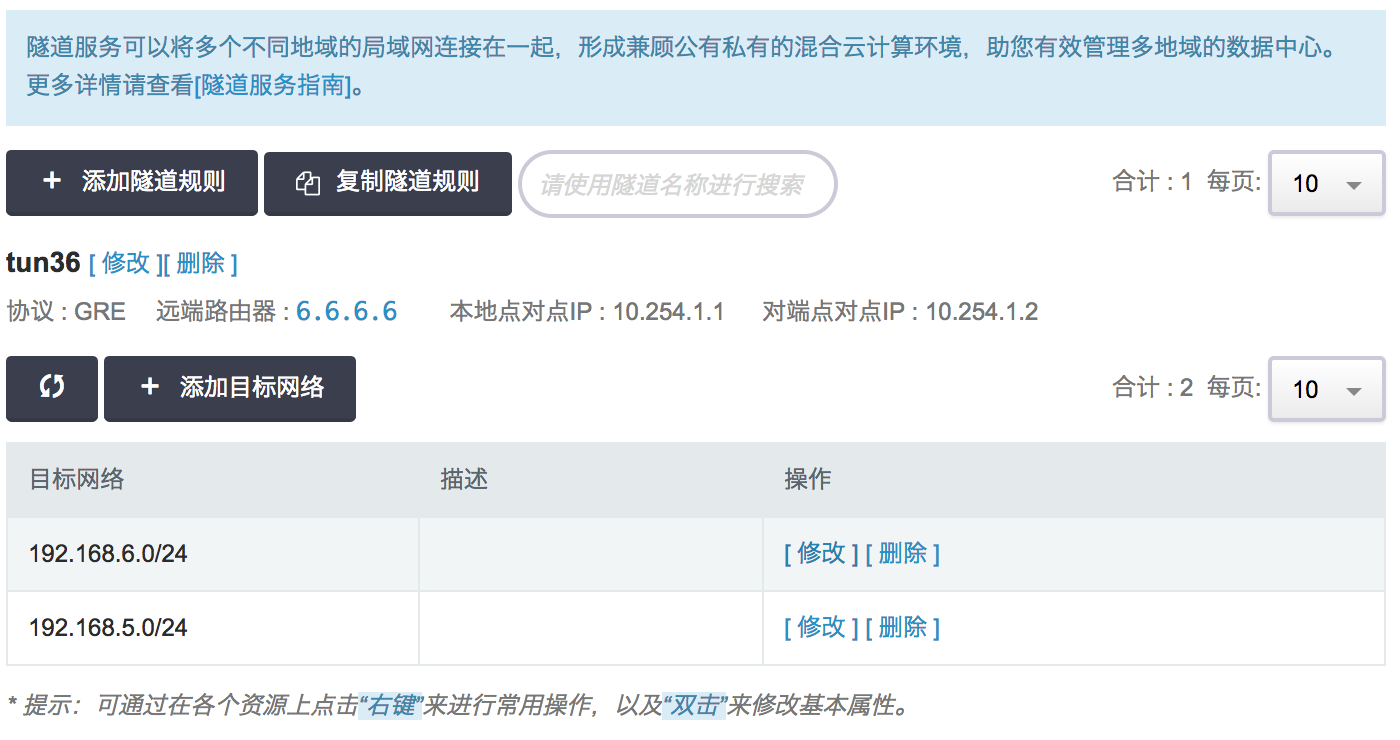 隧道服务可以将多个不同地域的局域网连接在一起，形成兼顾公有私有的混合云计算环境，助您有效管理多地域的数据中心。
更多详情请查看[隧道服务指南]。
+ 添加隧道规则 复制隧道规则 请使用隧道名称进行搜索 合计 : 1 每页: 10
tun36 [ 修改 ][ 删除 ]
协议 : GRE 远端路由器 : 6.6.6.6 本地点对点IP : 10.254.1.1 对端点对点IP : 10.254.1.2
+ 添加目标网络 合计 : 2 每页: 10
目标网络 描述 操作
192.168.6.0/24 [ 修改 ] [ 删除 ]
192.168.5.0/24 [ 修改 ] [ 删除 ]
* 提示：可通过在各个资源上点击“右键”来进行常用操作，以及“双击”来修改基本属性。